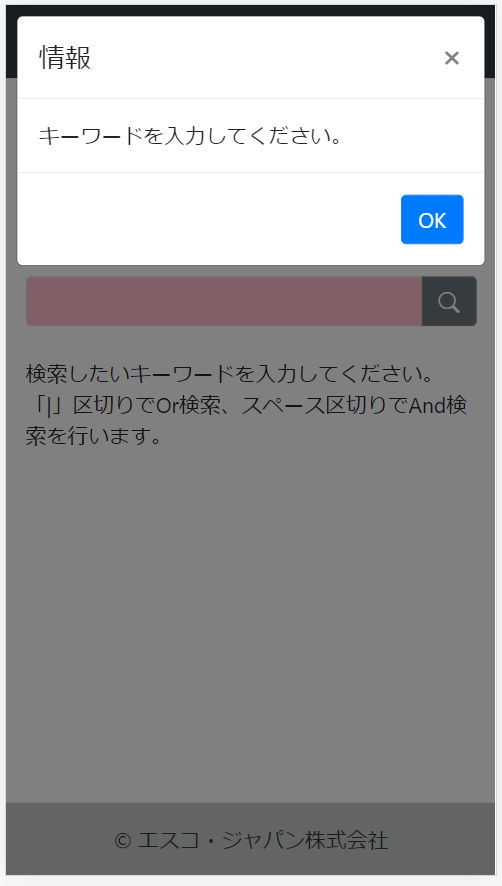 情報
×
キーワードを入力してください。
OK
検索したいキーワードを入力してください。
「|」区切りでOr検索、スペース区切りでAnd検
索を行います。
© エスコ・ジャパン株式会社